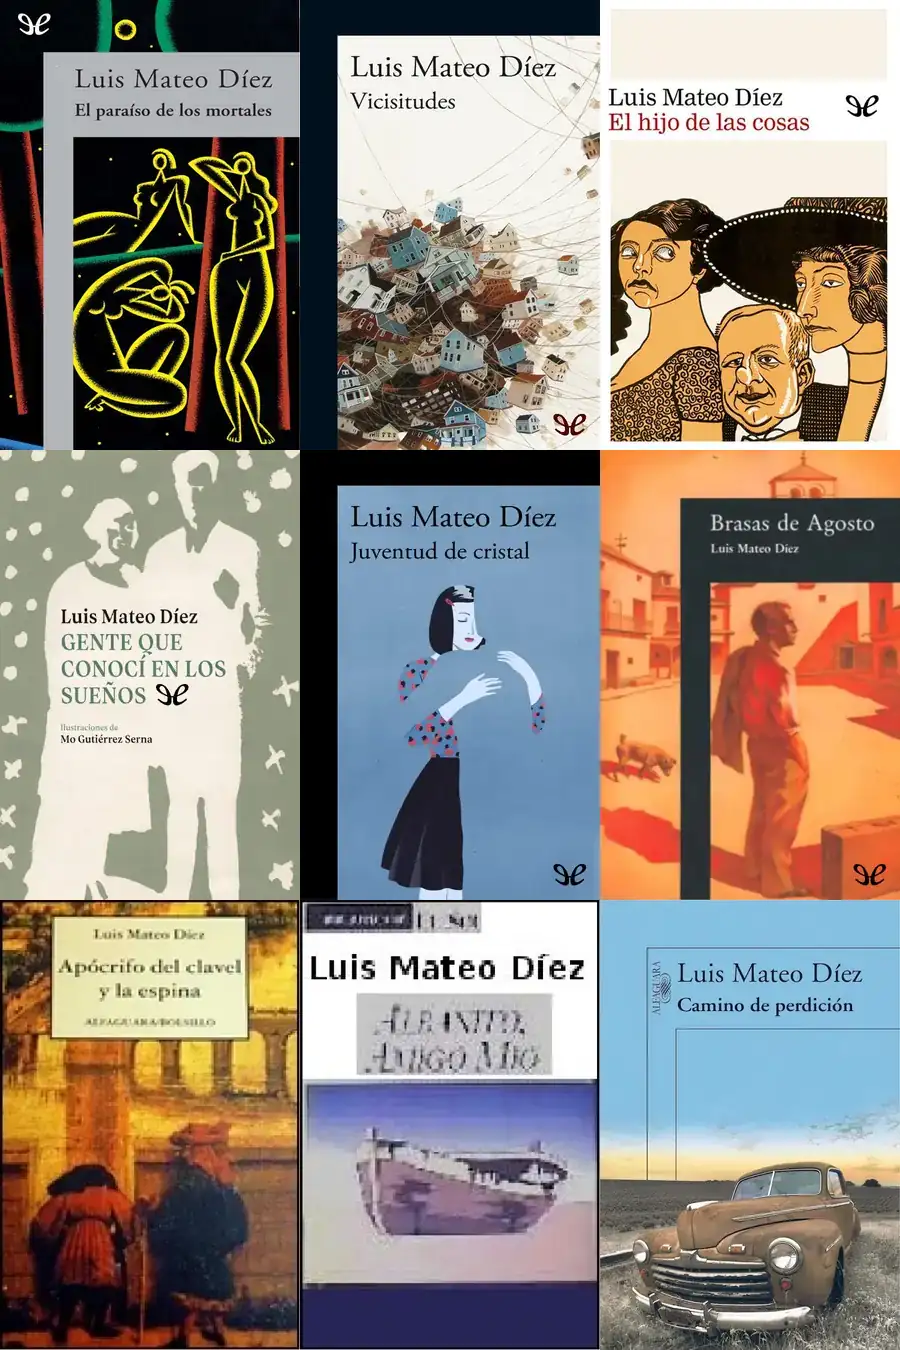 Luis Mateo Díez
El paraíso de los mortales
Luis Mateo Díez
Vicisitudes
Luis Mateo Díez
El hijo de las cosas
Luis Mateo Díez
GENTE QUE
CONOCÍ EN LOS
SUEÑOS
Ilustraciones de
Mo Gutiérrez Serna
Luis Mateo Díez
Juventud de cristal
Brasas de Agosto
Luis Mateo Díez
Luis Mateo Díez
Apócrifo del clavel
y la espina
ALFAGUARA/BOLSILLO
Luis Mateo Díez
ALBANITO,
AMIGO MIO
ALFAGUARA
Luis Mateo Díez
Camino de perdición